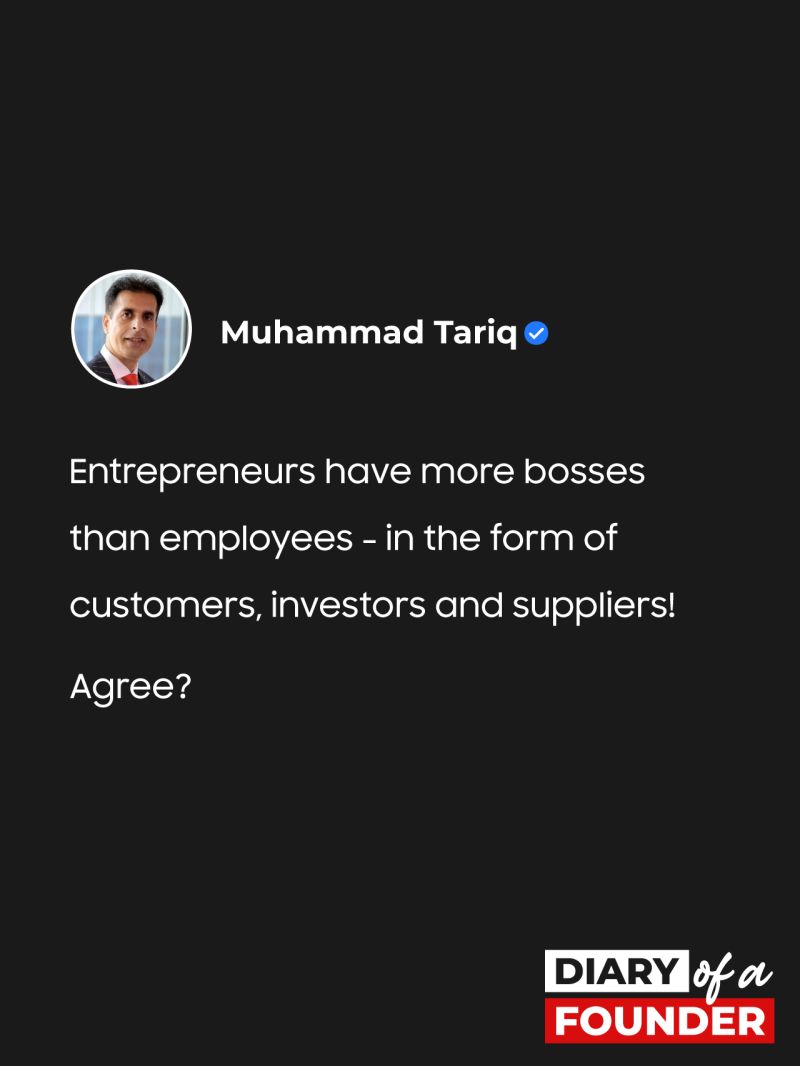 Muhammad Tariq
Entrepreneurs have more bosses
than employees - in the form of
customers, investors and suppliers!
Agree?
DIARY of a
FOUNDER